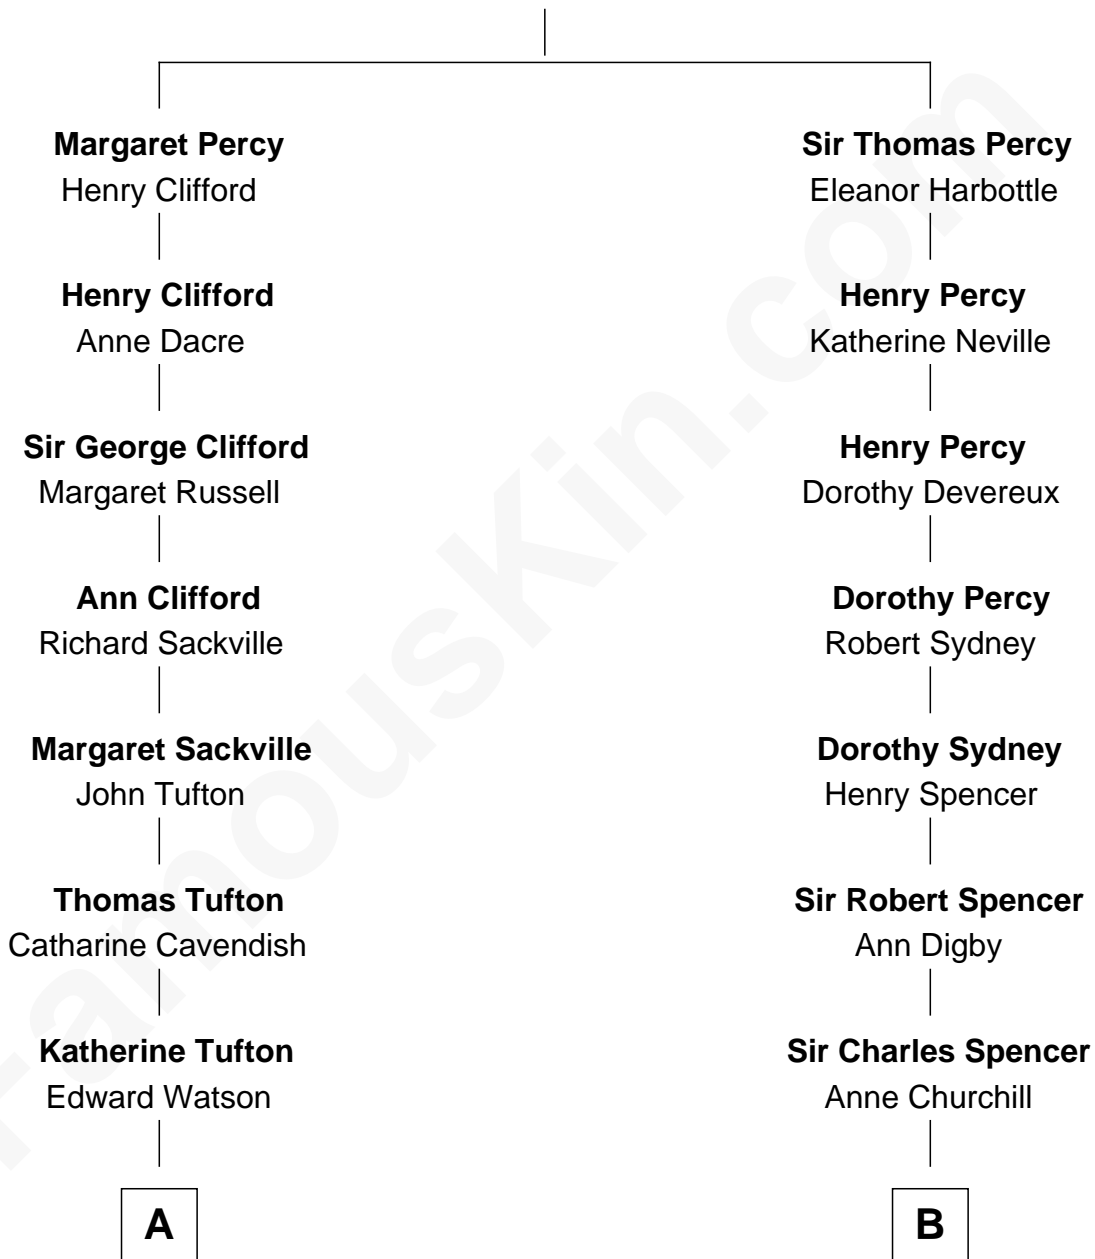 Margaret Percy
Henry Clifford
Sir Thomas Percy
Eleanor Harbottle
Henry Clifford
Anne Dacre
Henry Percy
Katherine Neville
Sir George Clifford
Margaret Russell
Henry Percy
Dorothy Devereux
Ann Clifford
Richard Sackville
Dorothy Percy
Robert Sydney
Margaret Sackville
John Tufton
Dorothy Sydney
Henry Spencer
Thomas Tufton
Catharine Cavendish
Sir Robert Spencer
Ann Digby
Katherine Tufton
Edward Watson
Sir Charles Spencer
Anne Churchill
A
B
FamousKin.com